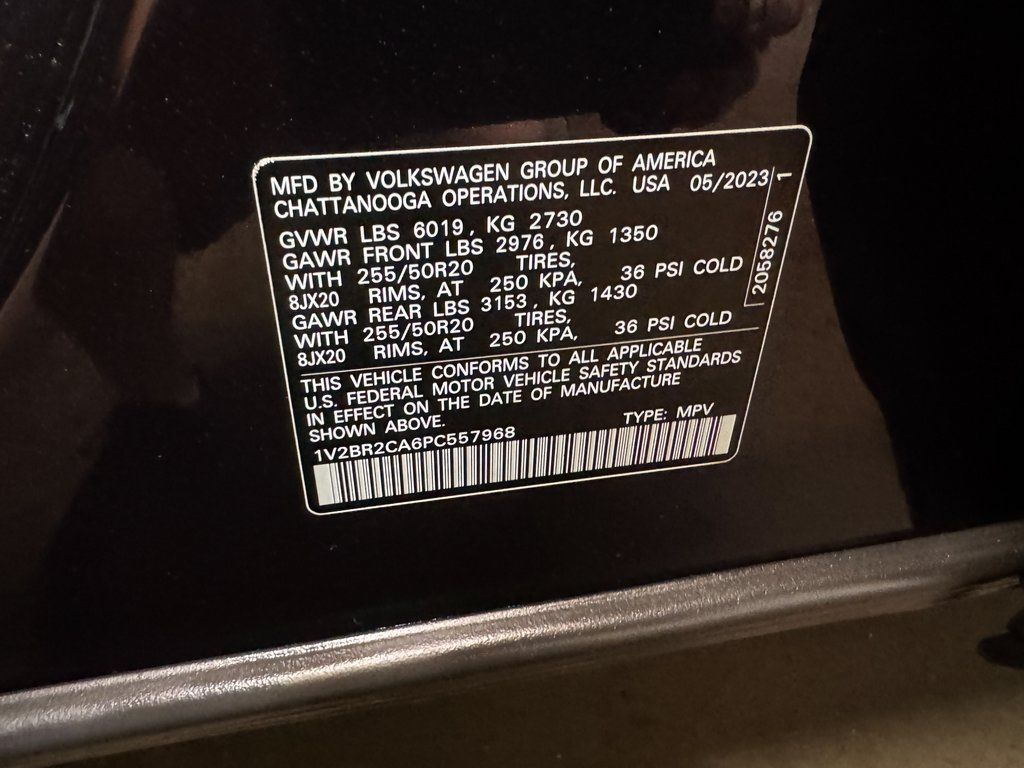 MFD BY VOLKSWAGEN GROUP OF AMERICA
CHATTANOOGA OPERATIONS, LLC. USA 05/2023
GVWR LBS 6019, KG 2730
GAWR FRONT LBS 2976, KG 1350
WITH 255/50R20 TIRES,
8JX20 RIMS, AT 250 KPA, 36 PSI COLD
GAWR REAR LBS 3153, KG 1430
WITH 255/50R20 TIRES,
8JX20 RIMS, AT 250 KPA, 36 PSI COLD
THIS VEHICLE CONFORMS TO ALL APPLICABLE
U.S. FEDERAL MOTOR VEHICLE SAFETY STANDARDS
IN EFFECT ON THE DATE OF MANUFACTURE
SHOWN ABOVE. TYPE: MPV
1V2BR2CA6PC557968
2058276 1